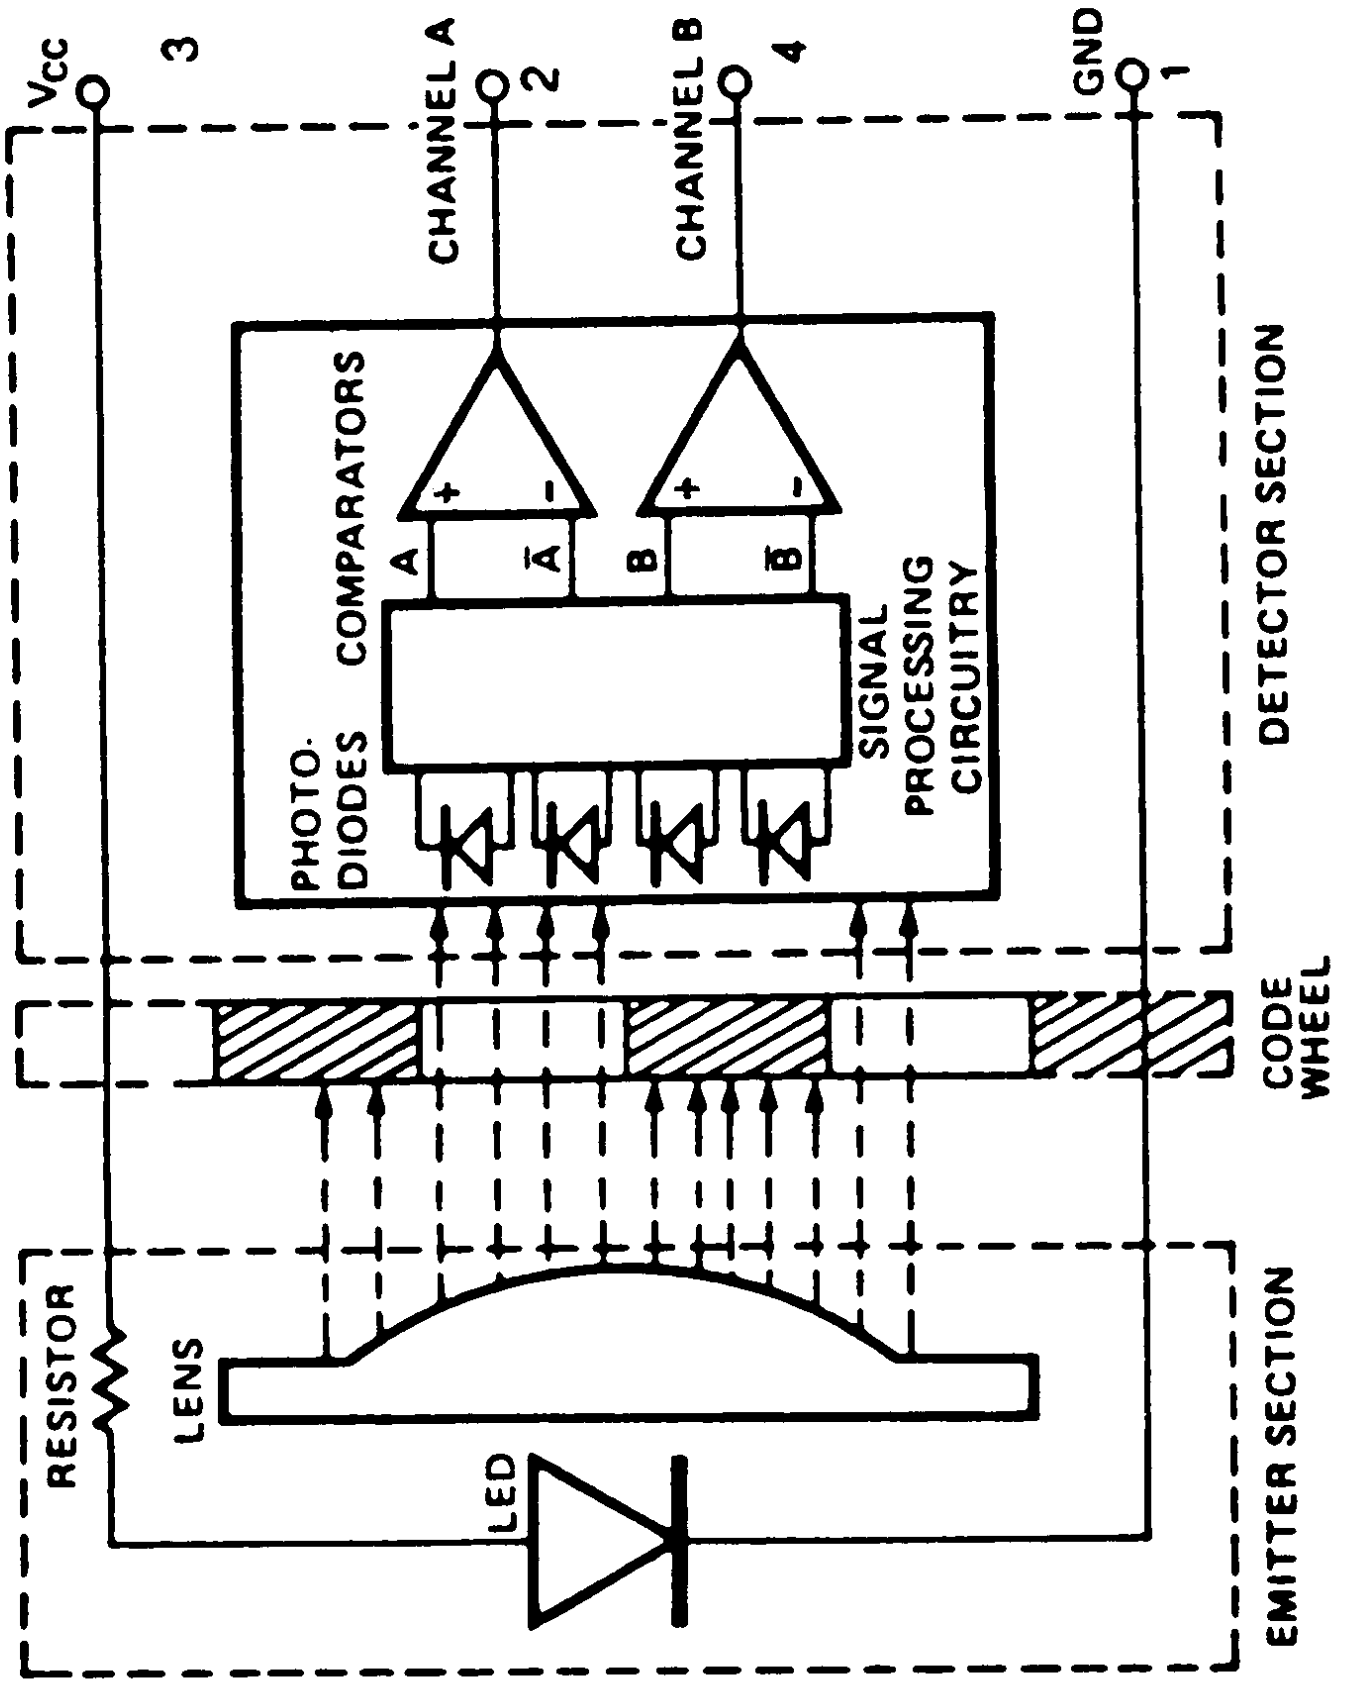 RESISTOR
LENS
LED
EMITTER SECTION
CODE
WHEEL
PHOTO-
DIODES
COMPARATORS
A
+
Ā
-
B
+
B̅
-
SIGNAL
PROCESSING
CIRCUITRY
DETECTOR SECTION
VCC
3
CHANNEL A
2
CHANNEL B
4
GND
1